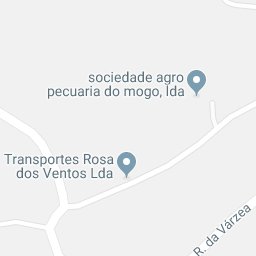 sociedade agro
pecuaria do mogo, lda
Transportes Rosa
dos Ventos Lda
R. da Várzea